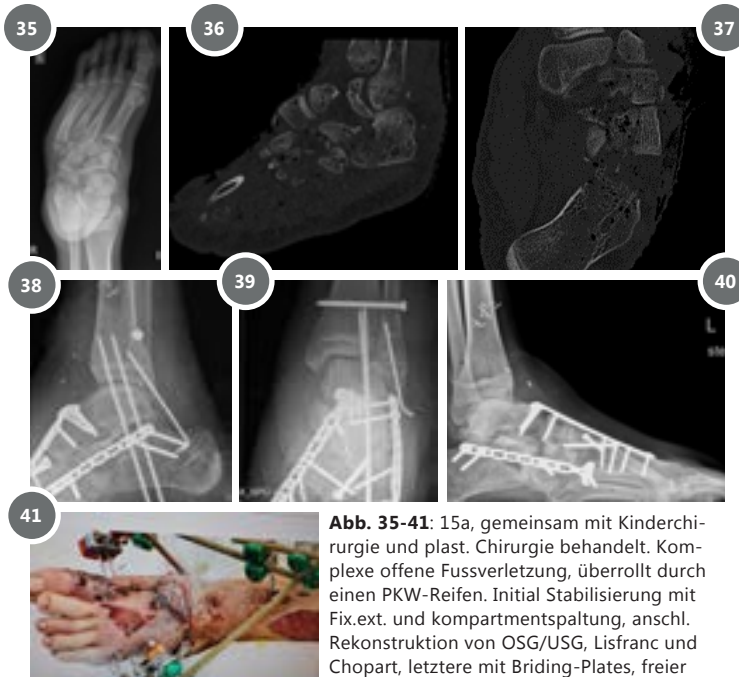 35
36
37
38
39
40
L
41
Abb. 35-41: 15a, gemeinsam mit Kinderchi-
rurgie und plast. Chirurgie behandelt. Kom-
plexe offene Fussverletzung, überrollt durch
einen PKW-Reifen. Initial Stabilisierung mit
Fix.ext. und kompartmentspaltung, anschl.
Rekonstruktion von OSG/USG, Lisfranc und
Chopart, letztere mit Briding-Plates, freier